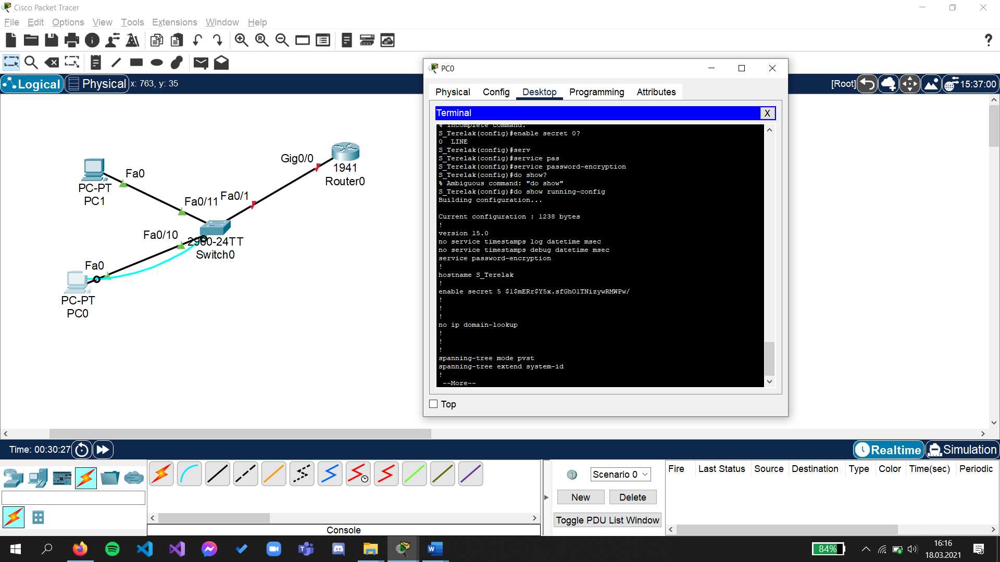 Cisco Packet Tracer
File Edit Options View Tools Extensions Window Help
Logical Physical x: 763, y: 35
[Root] 15:37:00
PC0
Physical Config Desktop Programming Attributes
Terminal X
% Incomplete command.
S_Terelak(config)#enable secret 0?
0 LINE
S_Terelak(config)#serv
S_Terelak(config)#service pas
S_Terelak(config)#service password-encryption
S_Terelak(config)#do show?
% Ambiguous command: "do show"
S_Terelak(config)#do show running-config
Building configuration...
Current configuration : 1238 bytes
!
version 15.0
no service timestamps log datetime msec
no service timestamps debug datetime msec
service password-encryption
!
hostname S_Terelak
!
enable secret 5 $1$mERr$Y5x.sfGhOlTNizywRMWPw/
!
!
!
no ip domain-lookup
!
!
!
spanning-tree mode pvst
spanning-tree extend system-id
!
--More--
Top
Gig0/0
1941
Router0
Fa0
PC-PT
PC1
Fa0/11
Fa0/1
Fa0/10
2960-24TT
Switch0
Fa0
PC-PT
PC0
Time: 00:30:27
Realtime Simulation
Scenario 0
New Delete
Toggle PDU List Window
Fire Last Status Source Destination Type Color Time(sec) Periodic
Console
84%
16:16
18.03.2021